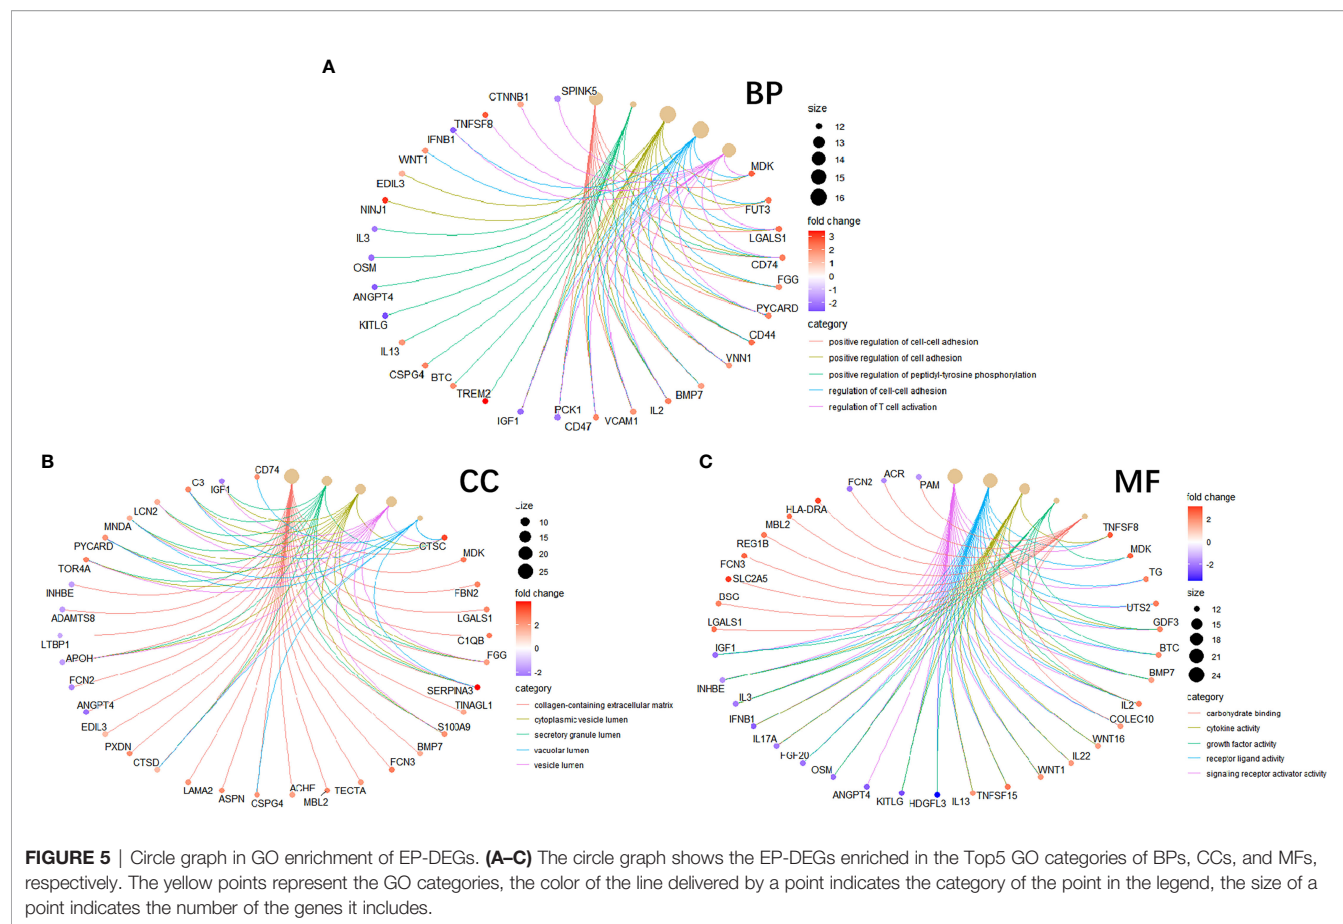 A
BP
SPINK5
CTNNB1
TNFSF8
IFNB1
WNT1
EDIL3
NINJ1
IL3
OSM
ANGPT4
KITLG
IL13
CSPG4
BTC
TREM2
IGF1
PCK1
CD47
VCAM1
IL2
BMP7
VNN1
CD44
PYCARD
FGG
CD74
LGALS1
FUT3
MDK
size
12
13
14
15
16
fold change
3
2
1
0
-1
-2
category
positive regulation of cell-cell adhesion
positive regulation of cell adhesion
positive regulation of peptidyl-tyrosine phosphorylation
regulation of cell-cell adhesion
regulation of T cell activation
B
CC
CD74
C3
IGF1
LCN2
MNDA
PYCARD
TOR4A
INHBE
ADAMTS8
LTBP1
APOH
FCN2
ANGPT4
EDIL3
PXDN
CTSD
LAMA2
ASPN
CSPG4
ACHE
MBL2
TECTA
FCN3
BMP7
S100A9
TINAGL1
SERPINA3
FGG
C1QB
LGALS1
FBN2
MDK
CTSC
size
10
15
20
25
fold change
2
0
-2
category
collagen-containing extracellular matrix
cytoplasmic vesicle lumen
secretory granule lumen
vacuolar lumen
vesicle lumen
C
MF
PAM
ACR
FCN2
HLA-DRA
MBL2
REG1B
FCN3
SLC2A5
BSG
LGALS1
IGF1
INHBE
IL3
IFNB1
IL17A
FGF20
OSM
ANGPT4
KITLG
HDGFL3
IL13
TNFSF15
WNT1
IL22
WNT16
COLEC10
IL2
BMP7
BTC
GDF3
UTS2
TG
MDK
TNFSF8
fold change
2
0
-2
size
12
15
18
21
24
category
carbohydrate binding
cytokine activity
growth factor activity
receptor ligand activity
signaling receptor activator activity
FIGURE 5 | Circle graph in GO enrichment of EP-DEGs. (A–C) The circle graph shows the EP-DEGs enriched in the Top5 GO categories of BPs, CCs, and MFs,
respectively. The yellow points represent the GO categories, the color of the line delivered by a point indicates the category of the point in the legend, the size of a
point indicates the number of the genes it includes.